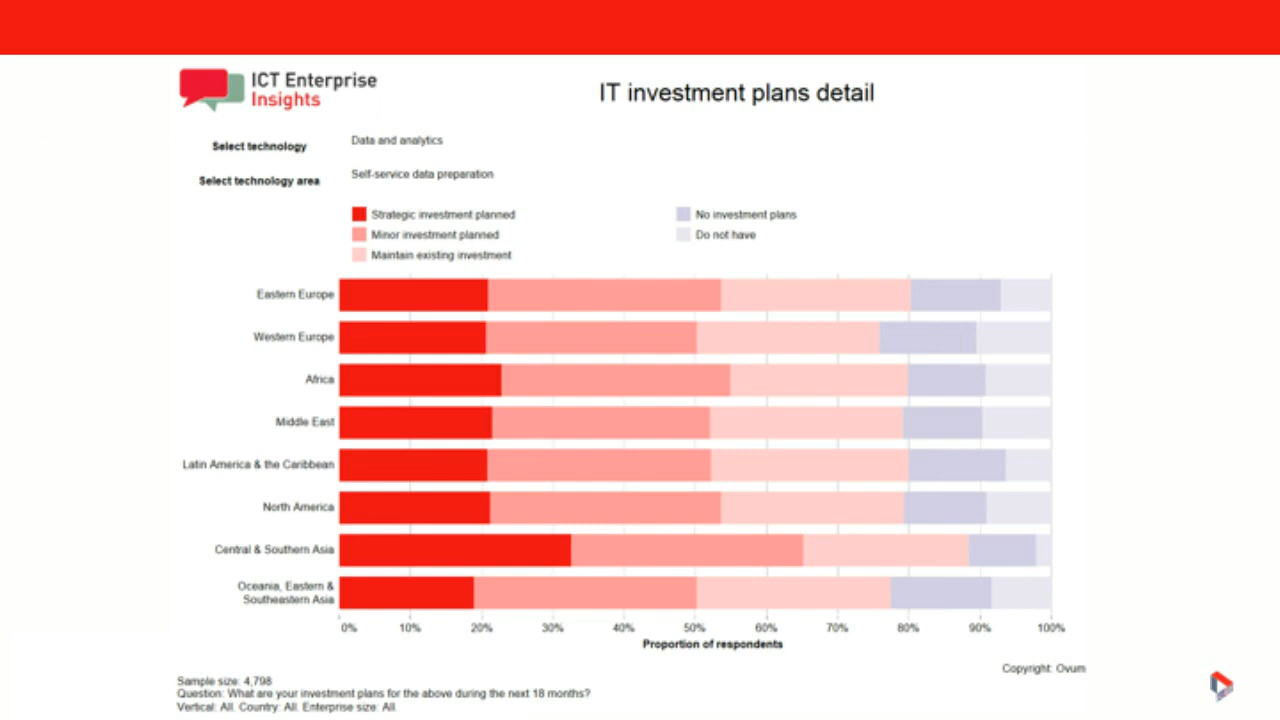 ICT Enterprise
Insights
IT investment plans detail
Select technology
Data and analytics
Select technology area
Self-service data preparation
Strategic investment planned
Minor investment planned
Maintain existing investment
No investment plans
Do not have
Eastern Europe
Western Europe
Africa
Middle East
Latin America & the Caribbean
North America
Central & Southern Asia
Oceania, Eastern &
Southeastern Asia
0% 10% 20% 30% 40% 50% 60% 70% 80% 90% 100%
Proportion of respondents
Copyright: Ovum
Sample size: 4,798
Question: What are your investment plans for the above during the next 18 months?
Vertical: All. Country: All. Enterprise size: All.